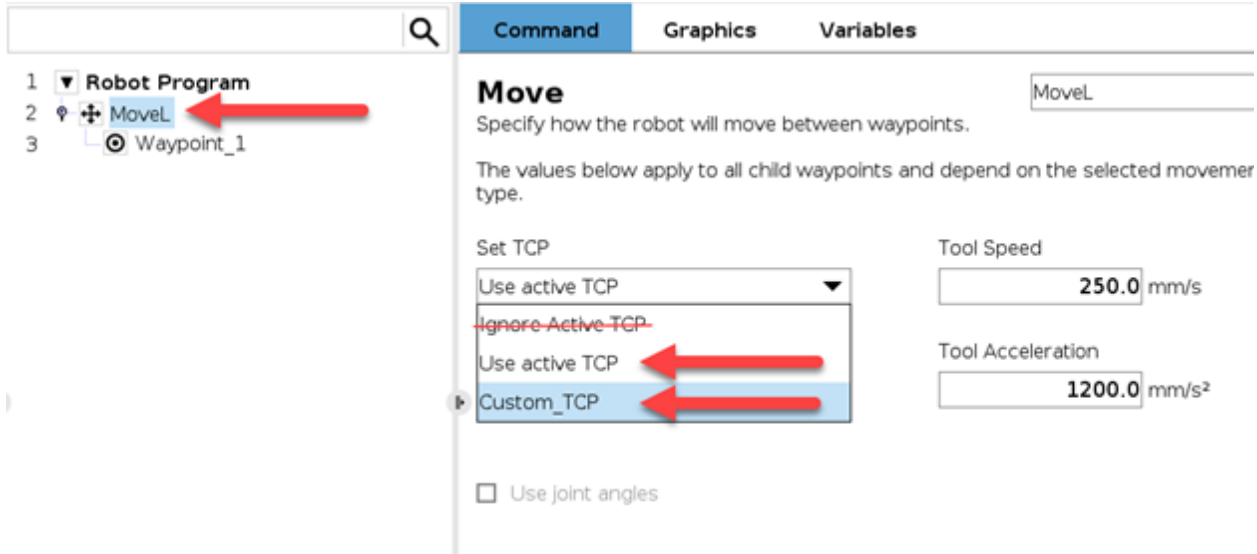 Command Graphics Variables
1 Robot Program
2 MoveL
3 Waypoint_1
Move
MoveL
Specify how the robot will move between waypoints.
The values below apply to all child waypoints and depend on the selected movemen
type.
Set TCP
Tool Speed
Use active TCP
250.0 mm/s
Ignore Active TCP
Use active TCP
Tool Acceleration
Custom_TCP
1200.0 mm/s²
Use joint angles